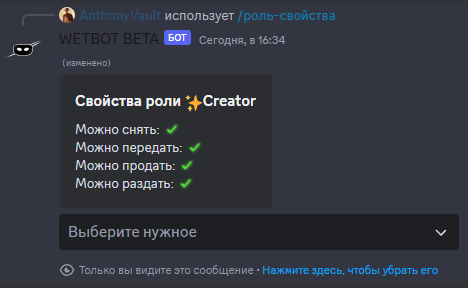 AnthonyVault использует /роль-свойства
WETBOT BETA БОТ Сегодня, в 16:34
(изменено)
Свойства роли ✨Creator
Можно снять: ✔
Можно передать: ✔
Можно продать: ✔
Можно раздать: ✔
Выберите нужное
Только вы видите это сообщение • Нажмите здесь, чтобы убрать его